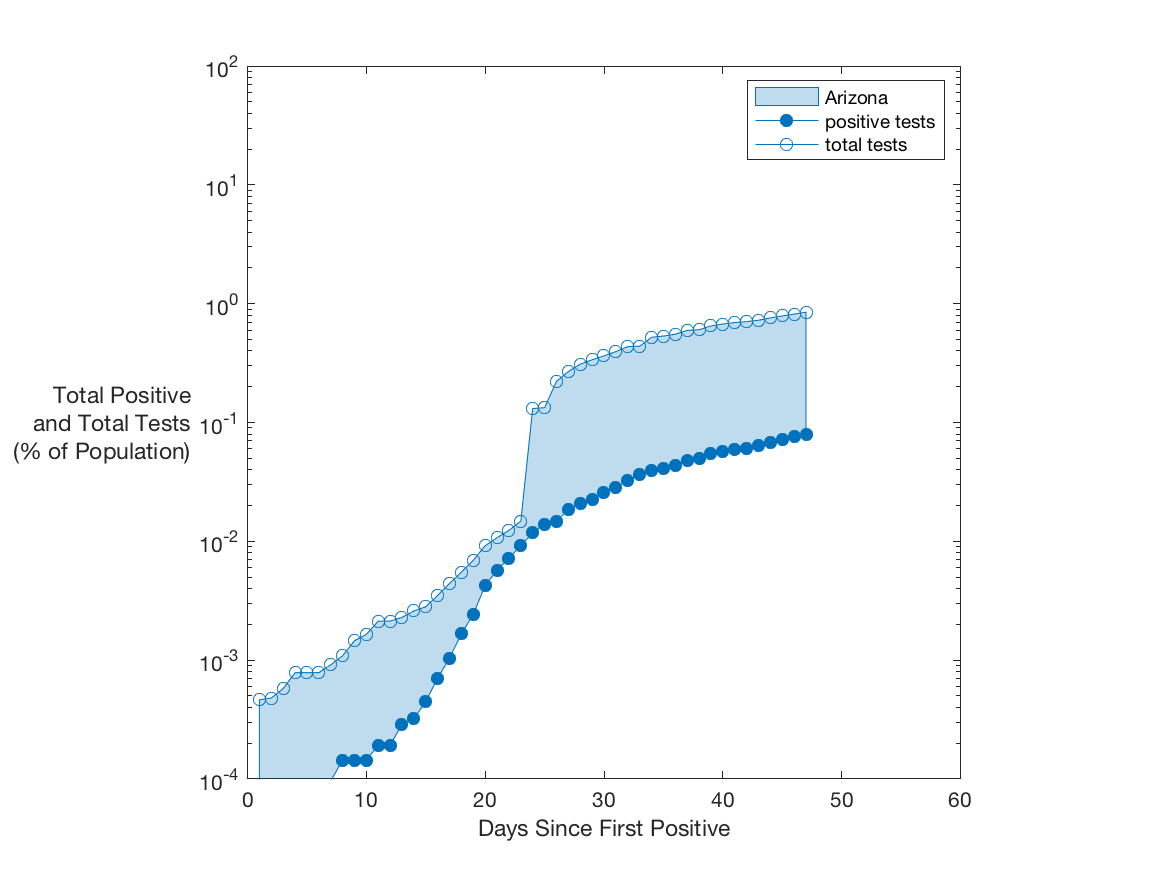 10^2
10^1
10^0
10^-1
10^-2
10^-3
10^-4
Total Positive
and Total Tests
(% of Population)
Arizona
positive tests
total tests
0 10 20 30 40 50 60
Days Since First Positive